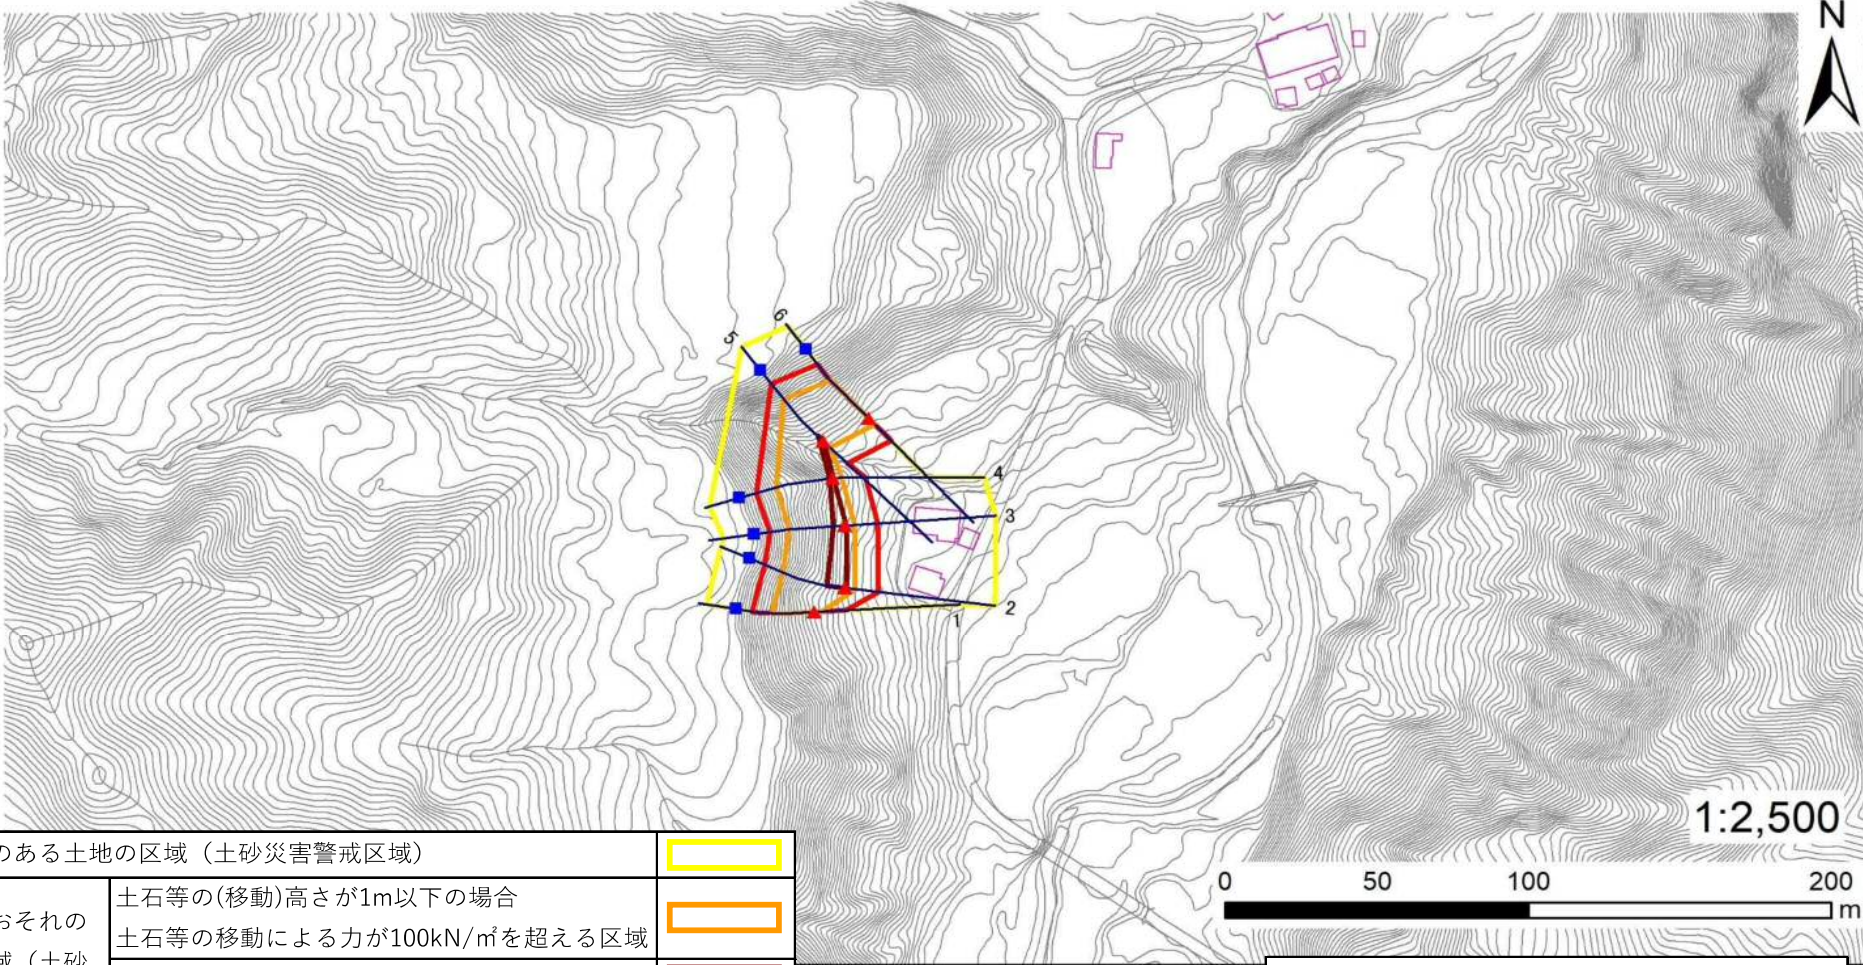 N
6
5
4
3
2
1
1:2,500
0 50 100 200
m
のある土地の区域（土砂災害警戒区域）
土石等の(移動)高さが1m以下の場合
おそれの
土石等の移動による力が100kN/㎡を超える区域
域（土砂